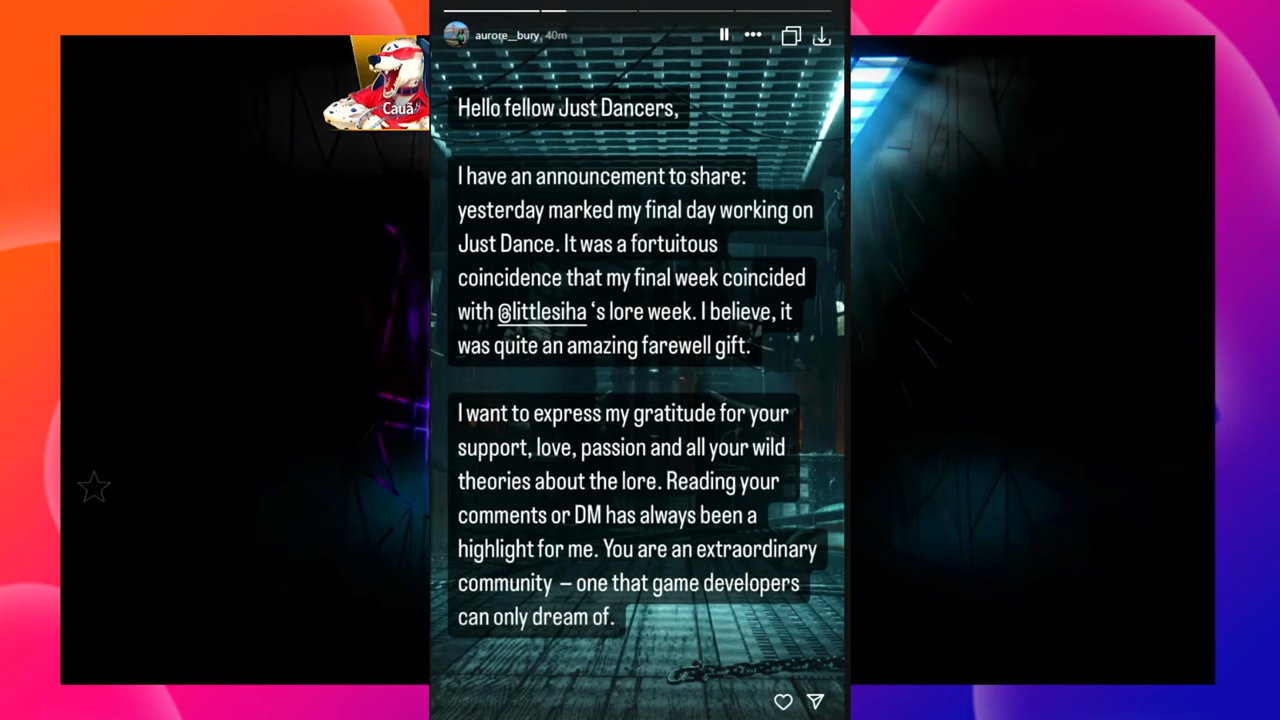 aurore__bury 40m
Cauã
Hello fellow Just Dancers,
I have an announcement to share:
yesterday marked my final day working on
Just Dance. It was a fortuitous
coincidence that my final week coincided
with @littlesiha ‘s lore week. I believe, it
was quite an amazing farewell gift.
I want to express my gratitude for your
support, love, passion and all your wild
theories about the lore. Reading your
comments or DM has always been a
highlight for me. You are an extraordinary
community – one that game developers
can only dream of.